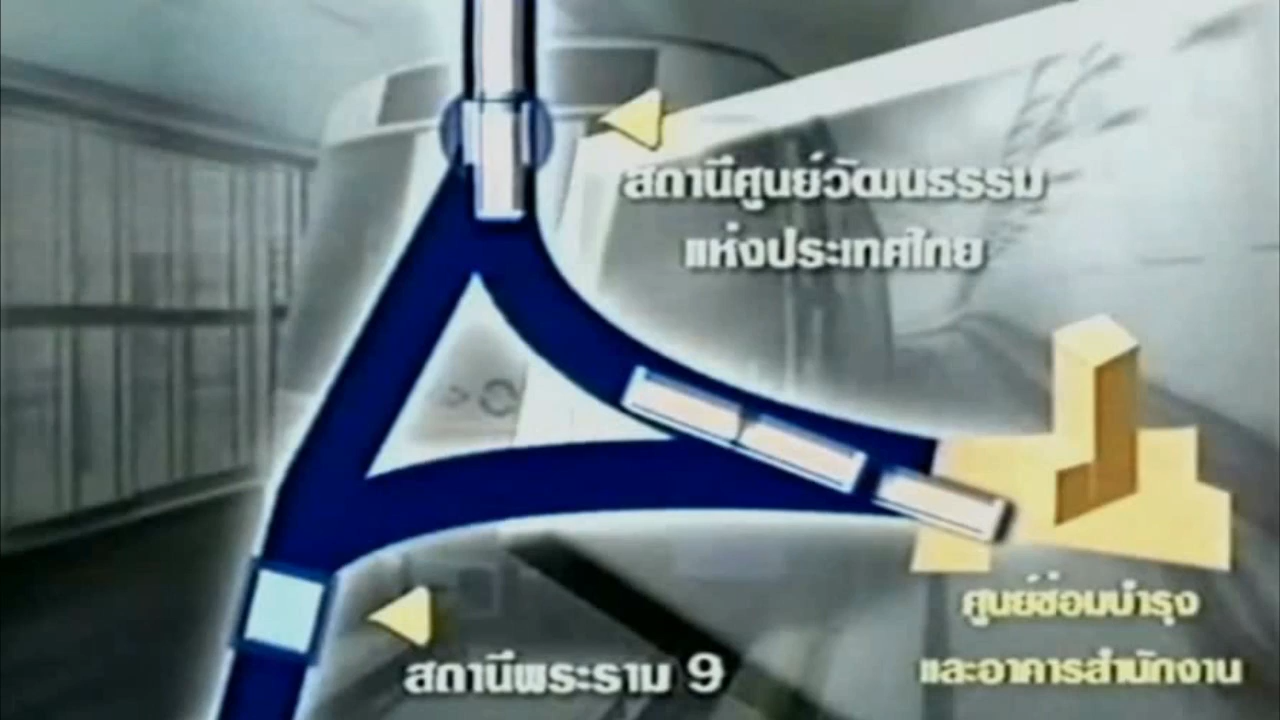 สถานีศูนย์วัฒนธรรม
แห่งประเทศไทย
ศูนย์ซ่อมบำรุง
และอาคารสำนักงาน
สถานีพระราม 9